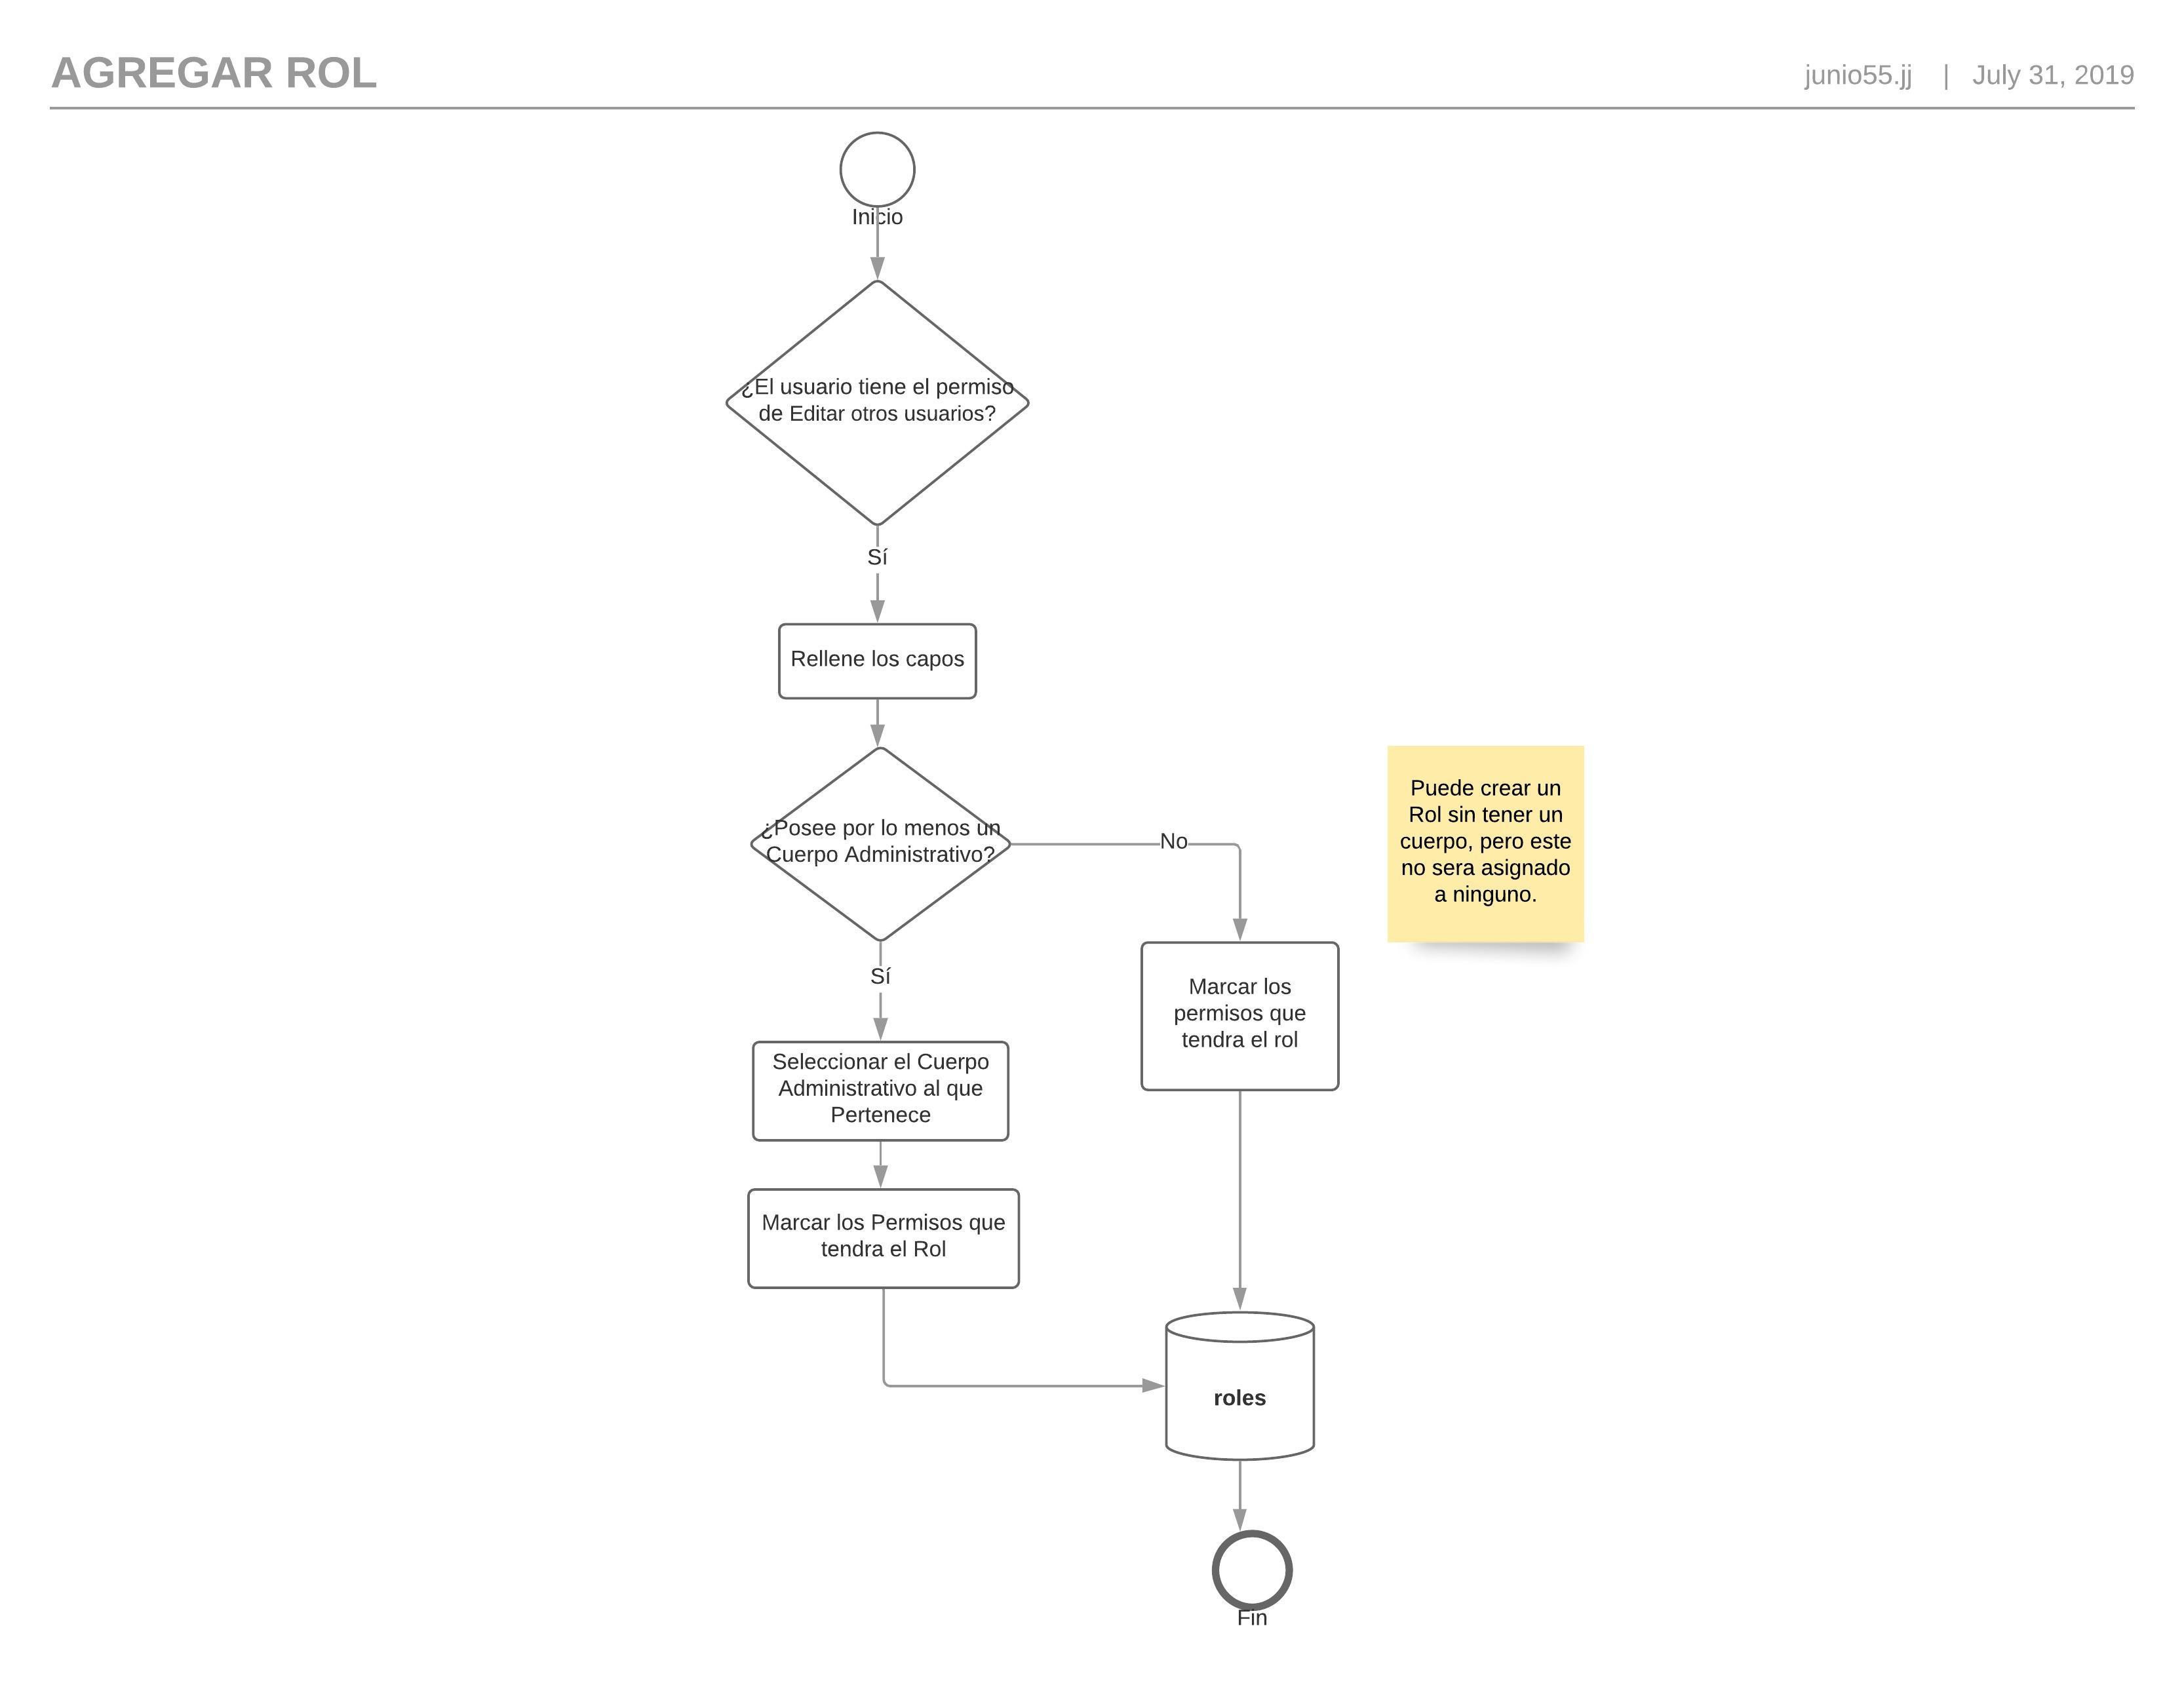 AGREGAR ROL
junio55.jj | July 31, 2019
Inicio
¿El usuario tiene el permiso
de Editar otros usuarios?
Sí
Rellene los capos
¿Posee por lo menos un
Cuerpo Administrativo?
No
Puede crear un
Rol sin tener un
cuerpo, pero este
no sera asignado
a ninguno.
Sí
Marcar los
permisos que
tendra el rol
Seleccionar el Cuerpo
Administrativo al que
Pertenece
Marcar los Permisos que
tendra el Rol
roles
Fin